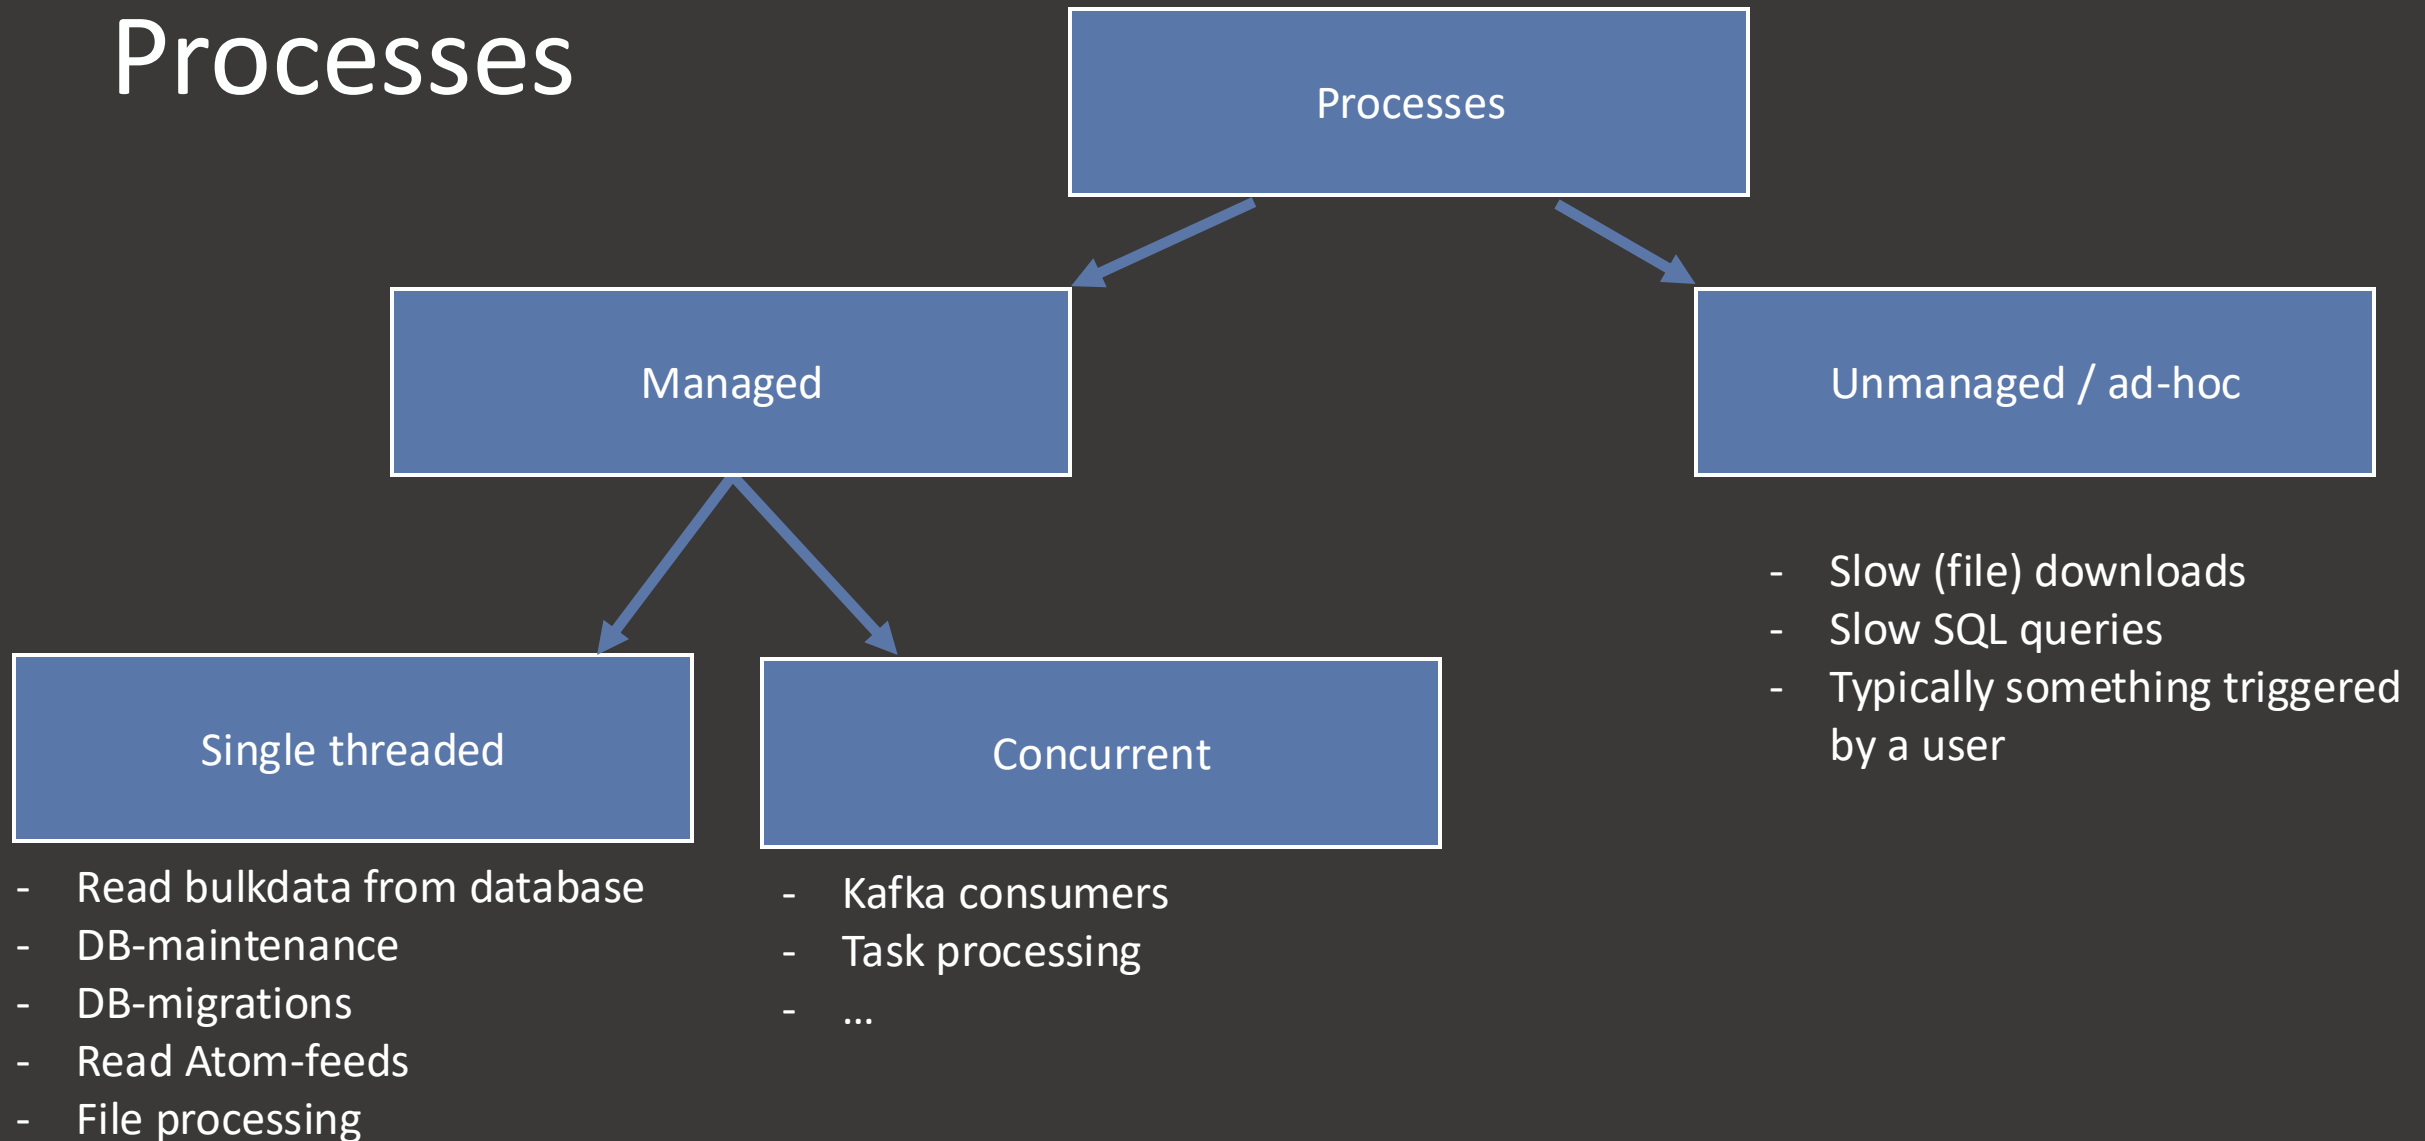 Processes
Processes
Managed
Unmanaged / ad-hoc
- Slow (file) downloads
- Slow SQL queries
- Typically something triggered
by a user
Single threaded
Concurrent
- Read bulkdata from database
- DB-maintenance
- DB-migrations
- Read Atom-feeds
- File processing
- Kafka consumers
- Task processing
- ...